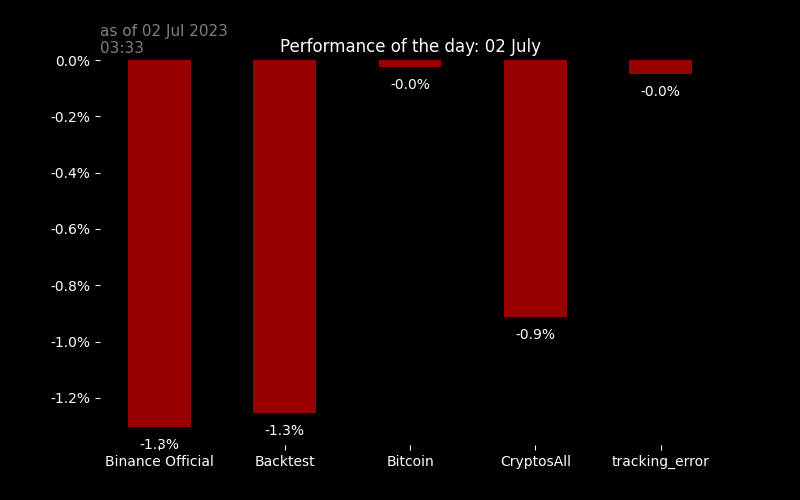 as of 02 Jul 2023
03:33
Performance of the day: 02 July
0.0%
-0.2%
-0.4%
-0.6%
-0.8%
-1.0%
-1.2%
-1.3%
-1.3%
-0.0%
-0.9%
-0.0%
Binance Official
Backtest
Bitcoin
CryptosAll
tracking_error